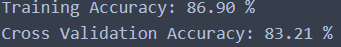 Training Accuracy: 86.90 %
Cross Validation Accuracy: 83.21 %